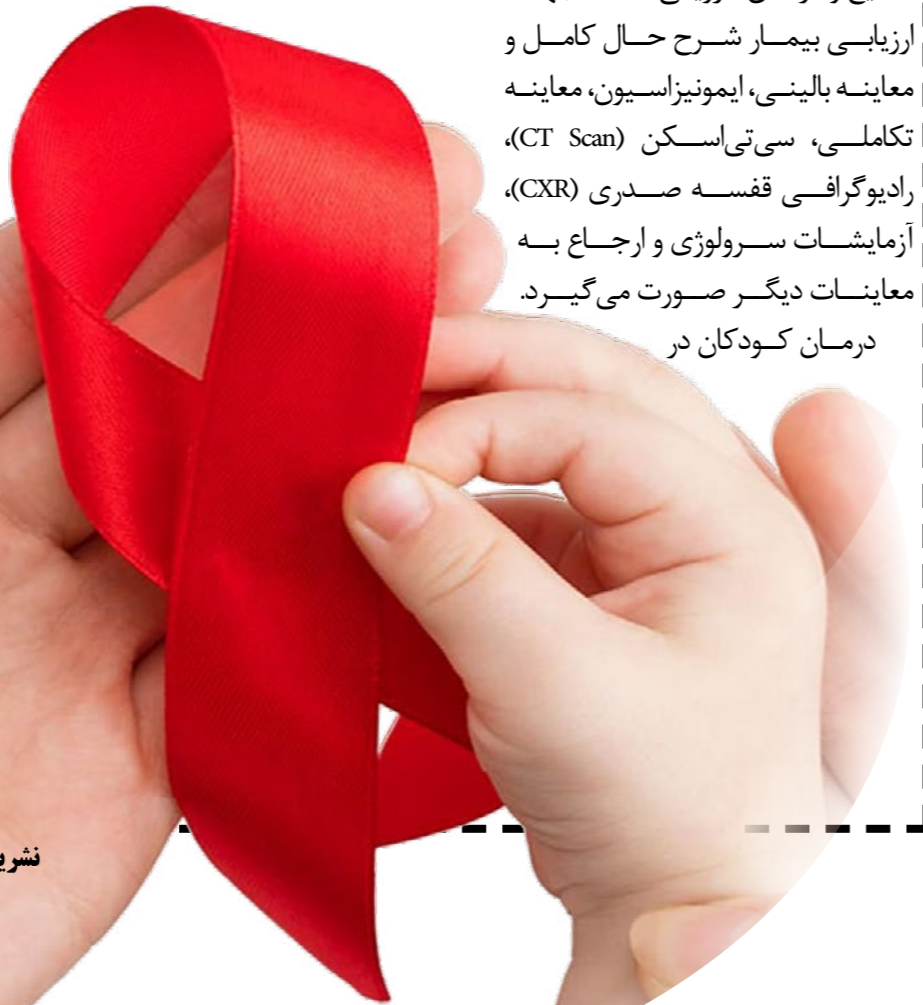 ارزیابی بیمار شرح حال کامل و
معاینه بالینی، ایمونیزاسیون، معاینه
تکاملی، سی‌تی‌اسکن (CT Scan)،
رادیوگرافی قفسه صدری (CXR)،
آزمایشات سرولوژی و ارجاع به
معاینات دیگر صورت می‌گیرد.
درمان کودکان در